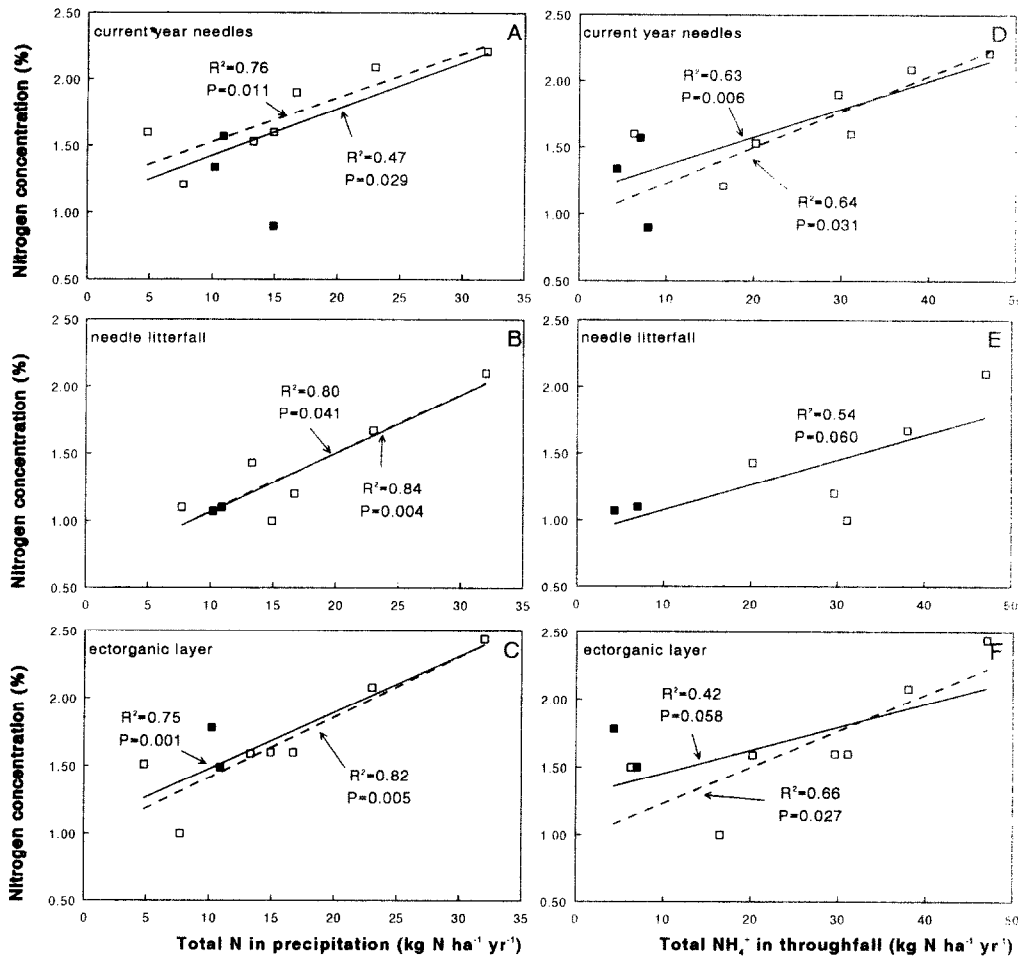 2.50
current year needles
A
R²=0.76
P=0.011
R²=0.47
P=0.029
2.00
1.50
1.00
0.50
0 5 10 15 20 25 30 35
Nitrogen concentration (%)
2.50
current year needles
D
R²=0.63
P=0.006
R²=0.64
P=0.031
2.00
1.50
1.00
0.50
0 10 20 30 40 50
2.50
needle litterfall
B
R²=0.80
P=0.041
R²=0.84
P=0.004
2.00
1.50
1.00
0.50
0 5 10 15 20 25 30 35
Nitrogen concentration (%)
2.50
needle litterfall
E
R²=0.54
P=0.060
2.00
1.50
1.00
0.50
0 10 20 30 40 50
2.50
ectorganic layer
C
R²=0.75
P=0.001
R²=0.82
P=0.005
2.00
1.50
1.00
0.50
0 5 10 15 20 25 30 35
Nitrogen concentration (%)
Total N in precipitation (kg N ha⁻¹ yr⁻¹)
2.50
ectorganic layer
F
R²=0.42
P=0.058
R²=0.66
P=0.027
2.00
1.50
1.00
0.50
0 10 20 30 40 50
Total NH₄⁺ in throughfall (kg N ha⁻¹ yr⁻¹)